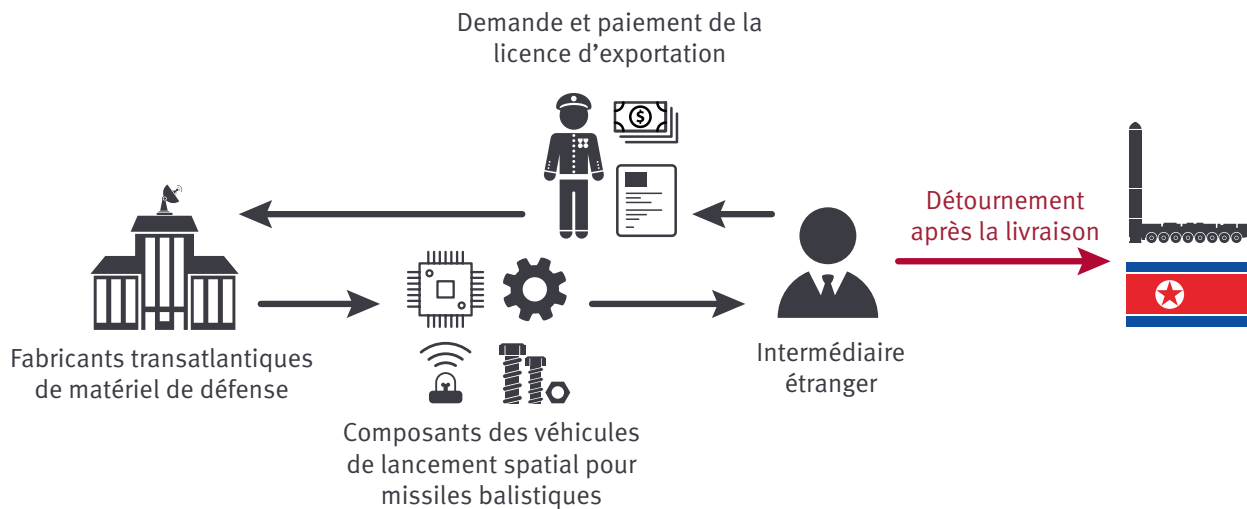 Demande et paiement de la
licence d’exportation
Détournement
après la livraison
Fabricants transatlantiques
de matériel de défense
Intermédiaire
étranger
Composants des véhicules
de lancement spatial pour
missiles balistiques